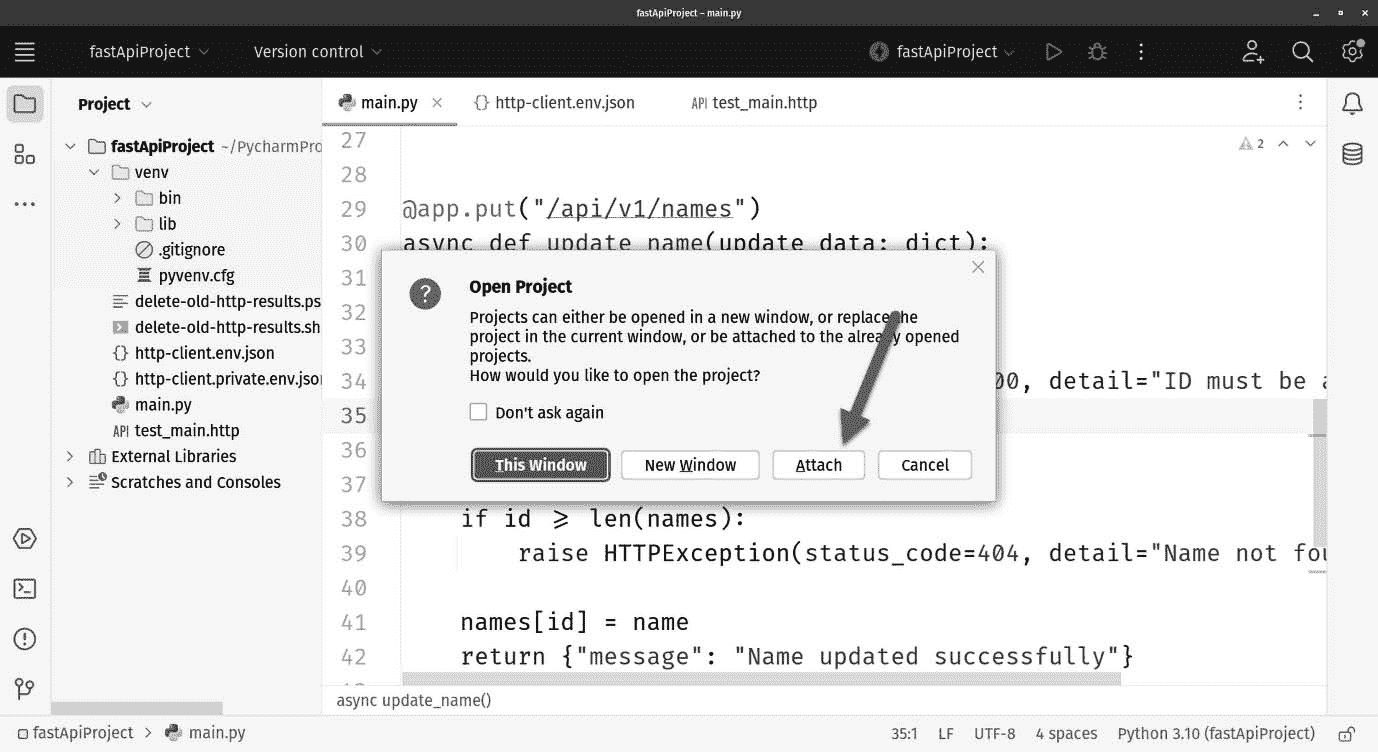 fastApiProject – main.py
fastApiProject
Version control
fastApiProject
Project
main.py
http-client.env.json
API test_main.http
fastApiProject ~/PycharmPro
venv
bin
lib
.gitignore
pyvenv.cfg
delete-old-http-results.ps
delete-old-http-results.sh
http-client.env.json
http-client.private.env.jso
main.py
API test_main.http
External Libraries
Scratches and Consoles
2
27
28
29 @app.put("/api/v1/names")
30 async def update_name(update_data: dict):
31
32
33
34 00, detail="ID must be a
35
36
37
38 if id >= len(names):
39 raise HTTPException(status_code=404, detail="Name not fou
40
41 names[id] = name
42 return {"message": "Name updated successfully"}
Open Project
Projects can either be opened in a new window, or replace the
project in the current window, or be attached to the already opened
projects.
How would you like to open the project?
Don't ask again
This Window
New Window
Attach
Cancel
async update_name()
fastApiProject > main.py
35:1 LF UTF-8 4 spaces Python 3.10 (fastApiProject)